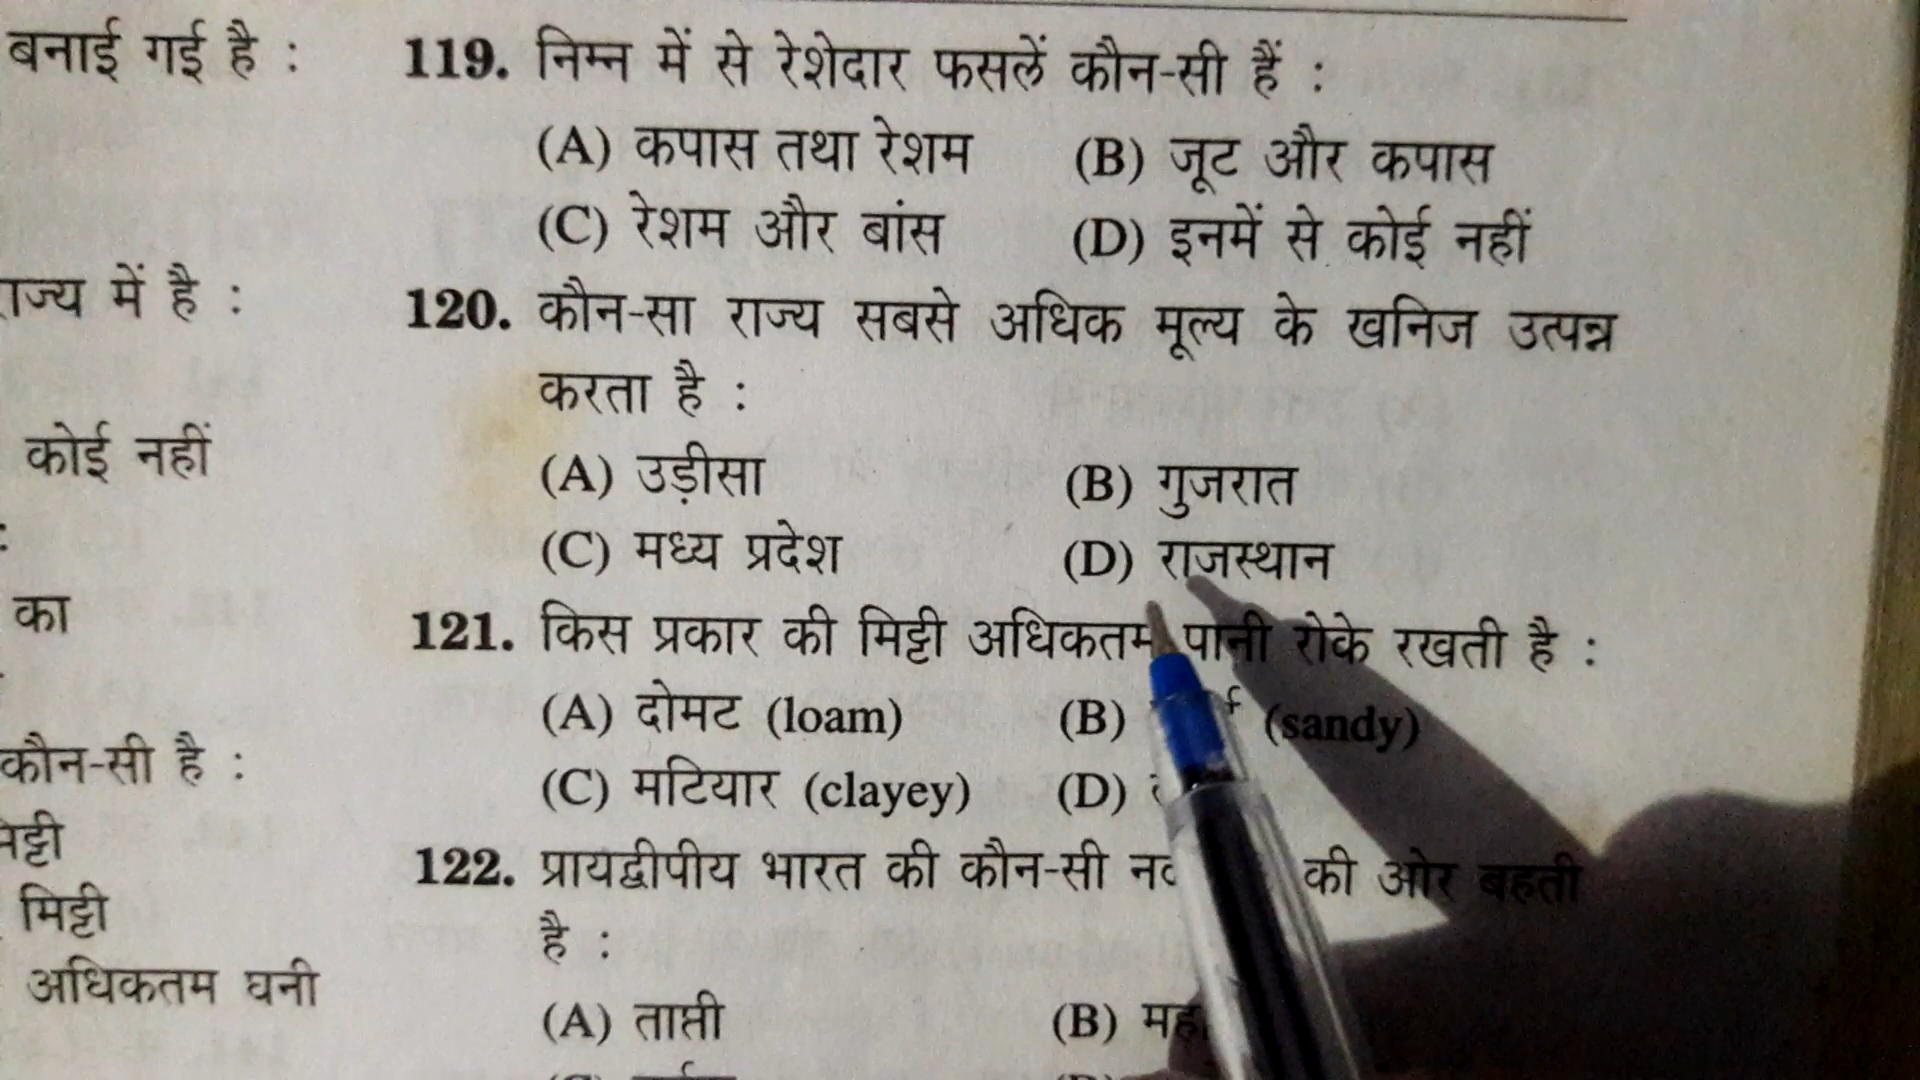 बनाई गई है :
राज्य में है :
कोई नहीं
:
का
कौन-सी है :
मिट्टी
मिट्टी
अधिकतम घनी
119. निम्न में से रेशेदार फसलें कौन-सी हैं :
(A) कपास तथा रेशम (B) जूट और कपास
(C) रेशम और बांस (D) इनमें से कोई नहीं
120. कौन-सा राज्य सबसे अधिक मूल्य के खनिज उत्पन्न
करता है :
(A) उड़ीसा (B) गुजरात
(C) मध्य प्रदेश (D) राजस्थान
121. किस प्रकार की मिट्टी अधिकतम पानी रोके रखती है :
(A) दोमट (loam) (B) (sandy)
(C) मटियार (clayey) (D)
122. प्रायद्वीपीय भारत की कौन-सी की ओर बहती
है :
(A) ताप्ती (B)